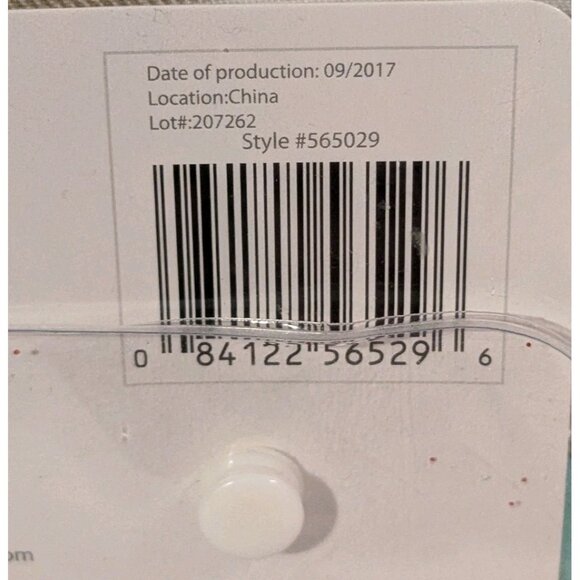 Date of production: 09/2017
Location:China
Lot#:207262
Style #565029
0 84122 56529 6
om